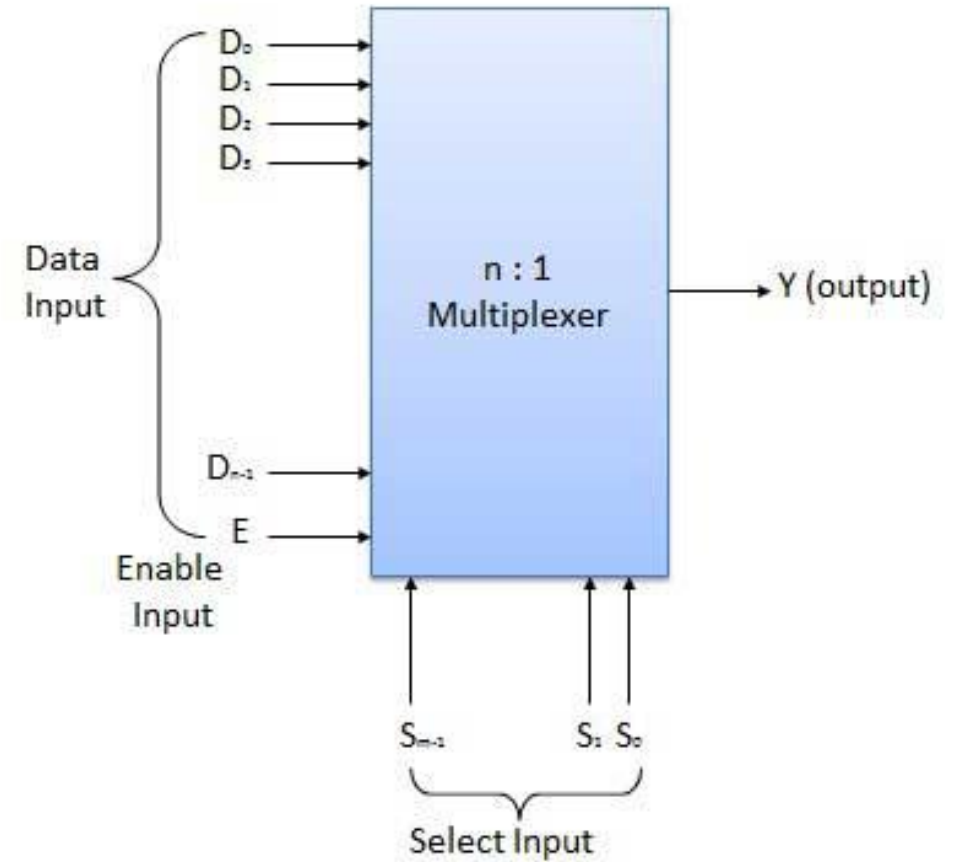 D₀
D₁
D₂
D₃
Data
Input
n : 1
Multiplexer
Y (output)
Dₙ₋₁
E
Enable
Input
Sₘ₋₁
S₁ S₀
Select Input